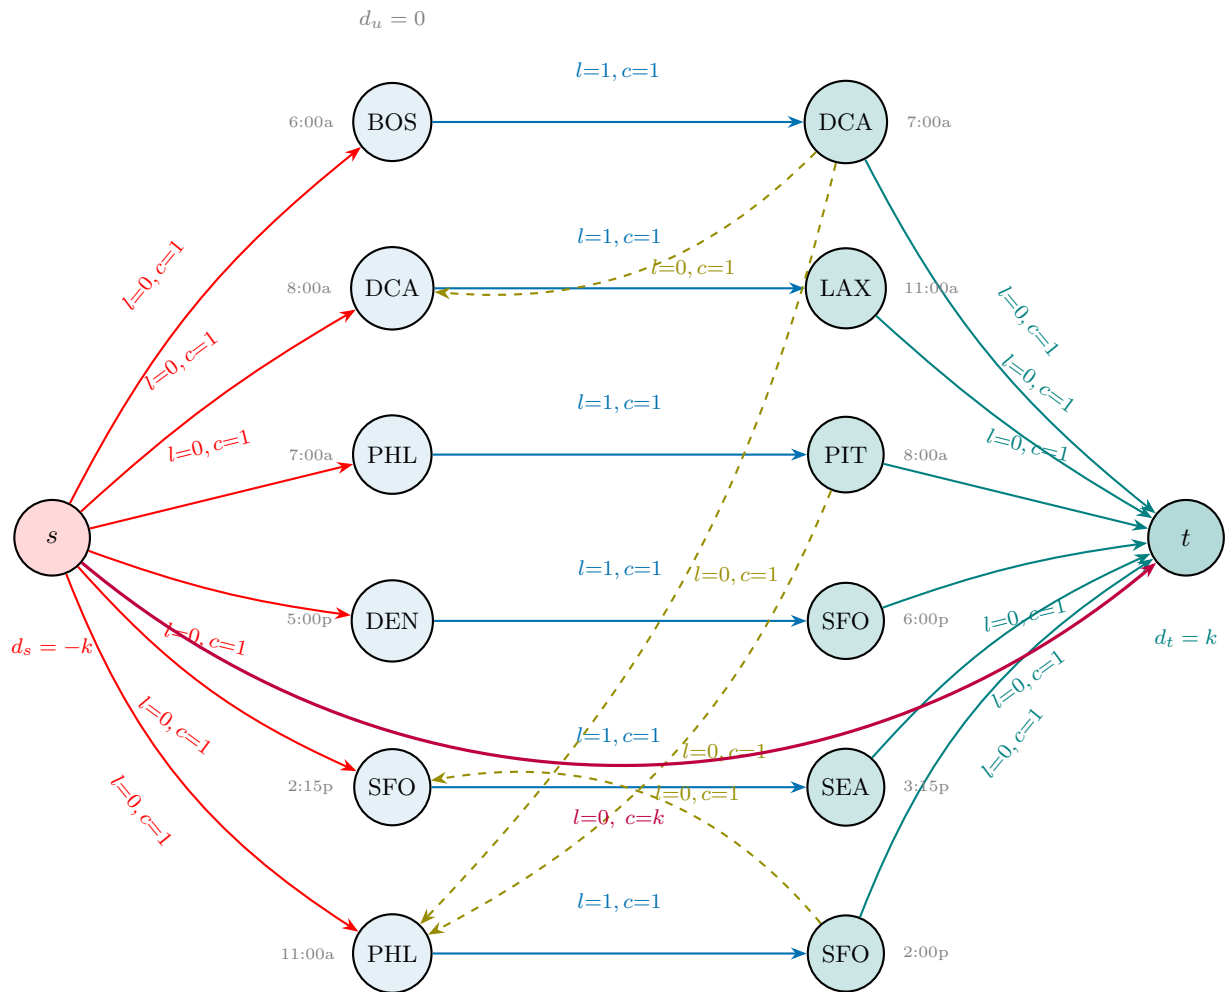 d_u = 0
l=1, c=1
6:00a
BOS
DCA
7:00a
l=1, c=1
l=0, c=1
l=0, c=1
8:00a
DCA
LAX
11:00a
l=0, c=1
l=0, c=1
l=0, c=1
l=1, c=1
l=0, c=1
l=0, c=1
7:00a
PHL
PIT
8:00a
s
t
l=1, c=1
l=0, c=1
5:00p
DEN
SFO
6:00p
l=0, c=1
d_s = −k
l=0, c=1
d_t = k
l=0, c=1
l=0, c=1
l=1, c=1
l=0, c=1
l=0, c=1
2:15p
SFO
SEA
3:15p
l=0, c=1
l=0, c=1
l=0, c=k
l=1, c=1
11:00a
PHL
SFO
2:00p